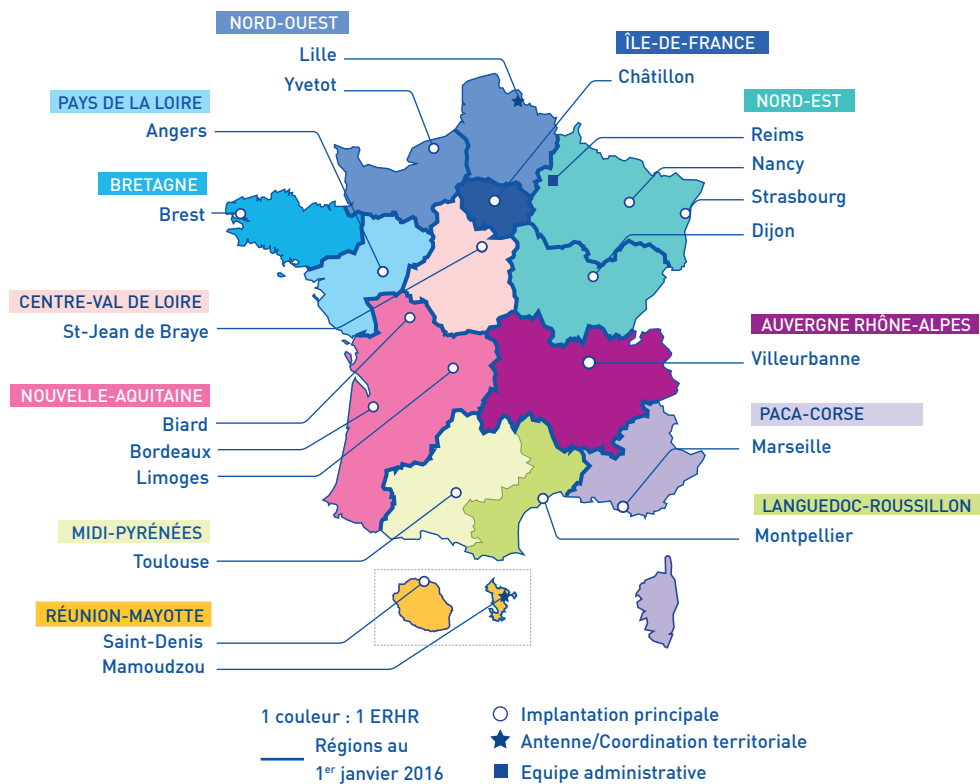 NORD-OUEST
Lille
Yvetot
PAYS DE LA LOIRE
Angers
BRETAGNE
Brest
CENTRE-VAL DE LOIRE
St-Jean de Braye
NOUVELLE-AQUITAINE
Biard
Bordeaux
Limoges
MIDI-PYRÉNÉES
Toulouse
RÉUNION-MAYOTTE
Saint-Denis
Mamoudzou
ÎLE-DE-FRANCE
Châtillon
NORD-EST
Reims
Nancy
Strasbourg
Dijon
AUVERGNE RHÔNE-ALPES
Villeurbanne
PACA-CORSE
Marseille
LANGUEDOC-ROUSSILLON
Montpellier
1 couleur : 1 ERHR
Régions au
1er janvier 2016
Implantation principale
Antenne/Coordination territoriale
Equipe administrative